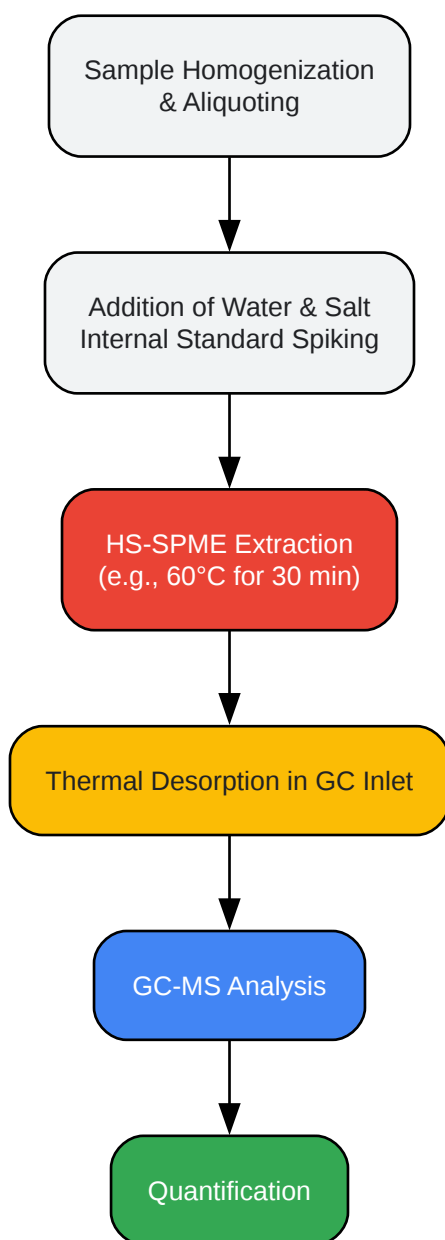 Sample Homogenization
& Aliquoting
Addition of Water & Salt
Internal Standard Spiking
HS-SPME Extraction
(e.g., 60°C for 30 min)
Thermal Desorption in GC Inlet
GC-MS Analysis
Quantification